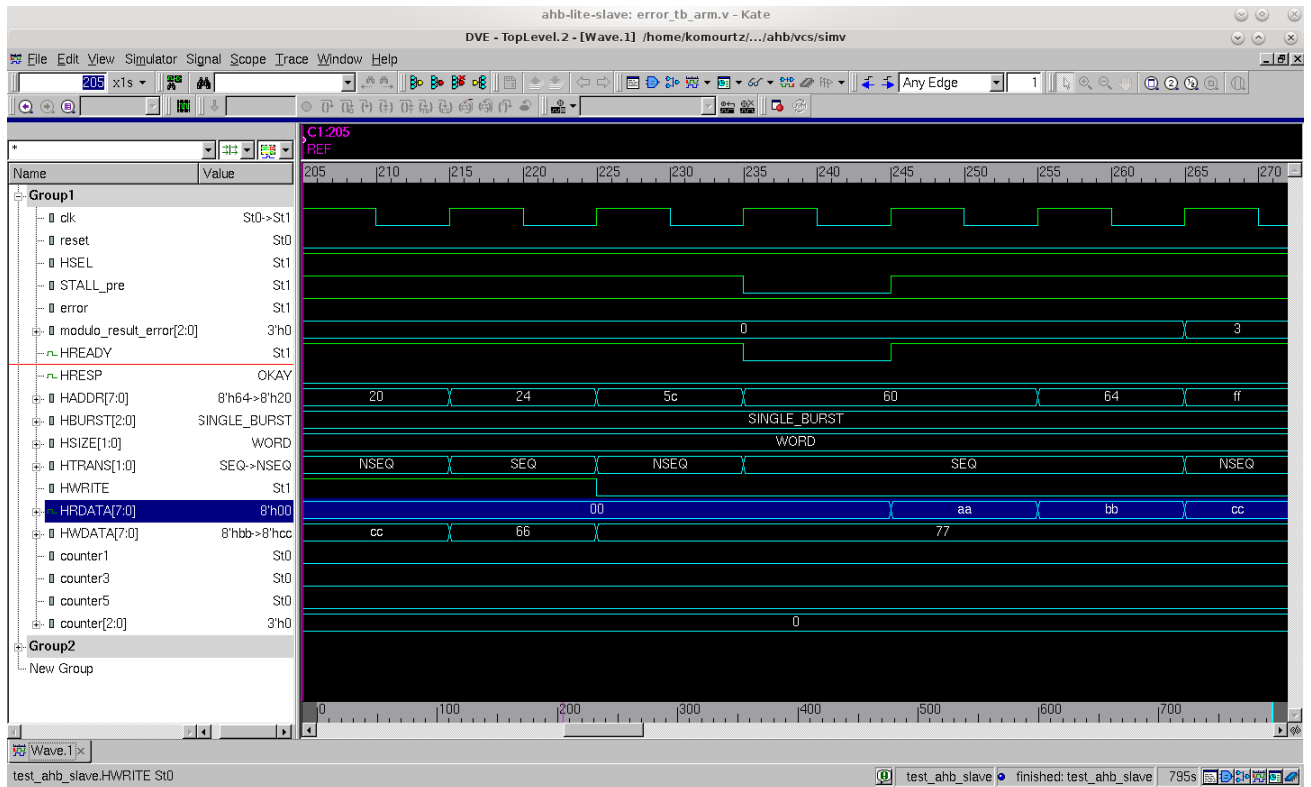 ahb-lite-slave: error_tb_arm.v – Kate
DVE - TopLevel.2 - [Wave.1]  /home/komourtz/.../ahb/vcs/simv
File Edit View Simulator Signal Scope Trace Window Help
205 x1s Any Edge 1
C1:205
REF
*
Name Value 205 210 215 220 225 230 235 240 245 250 255 260 265 270
Group1
clk St0->St1
reset St0
HSEL St1
STALL_pre St1
error St1
modulo_result_error[2:0] 3'h0 0 3
HREADY St1
HRESP OKAY
HADDR[7:0] 8'h64->8'h20 20 24 5c 60 64 ff
HBURST[2:0] SINGLE_BURST SINGLE_BURST
HSIZE[1:0] WORD WORD
HTRANS[1:0] SEQ->NSEQ NSEQ SEQ NSEQ SEQ NSEQ
HWRITE St1
HRDATA[7:0] 8'h00 00 aa bb cc
HWDATA[7:0] 8'hbb->8'hcc cc 66 77
counter1 St0
counter3 St0
counter5 St0
counter[2:0] 3'h0 0
Group2
New Group
0 100 200 300 400 500 600 700
Wave.1
test_ahb_slave.HWRITE St0 test_ahb_slave finished: test_ahb_slave 795s